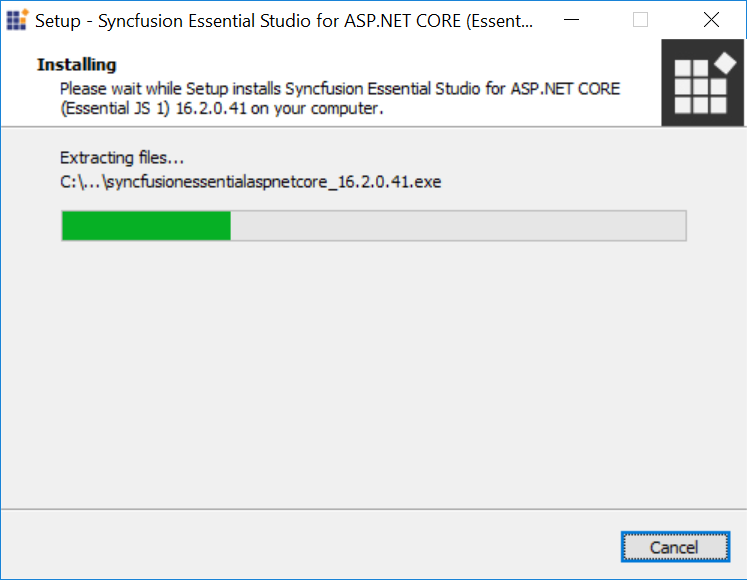 Setup - Syncfusion Essential Studio for ASP.NET CORE (Essent...
Installing
Please wait while Setup installs Syncfusion Essential Studio for ASP.NET CORE
(Essential JS 1) 16.2.0.41 on your computer.
Extracting files...
C:\...\syncfusionessentialaspnetcore_16.2.0.41.exe
Cancel